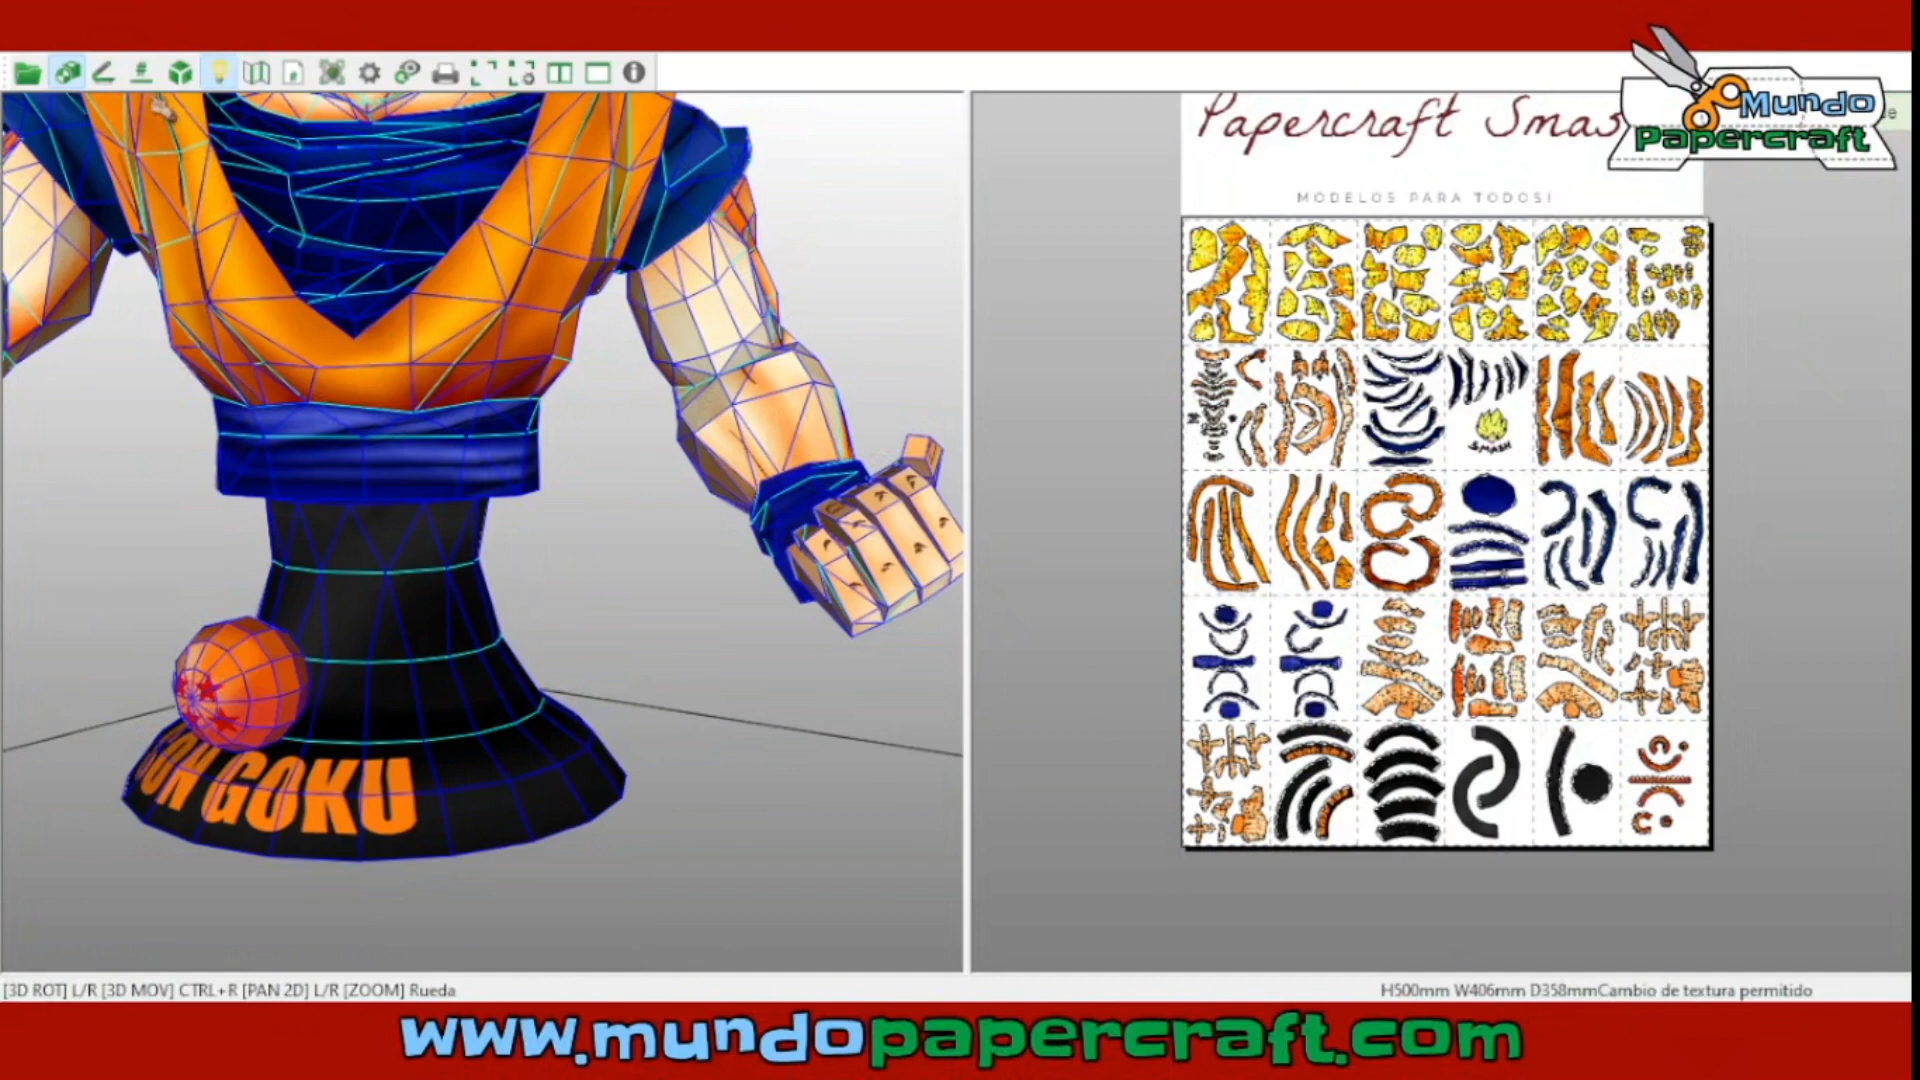 Mundo
Papercraft
Papercraft Smas
MODELOS PARA TODOS!
SMASH
SON GOKU
[3D ROT] L/R [3D MOV] CTRL+R [PAN 2D] L/R [ZOOM] Rueda
H500mm W406mm D358mmCambio de textura permitido
www.mundopapercraft.com